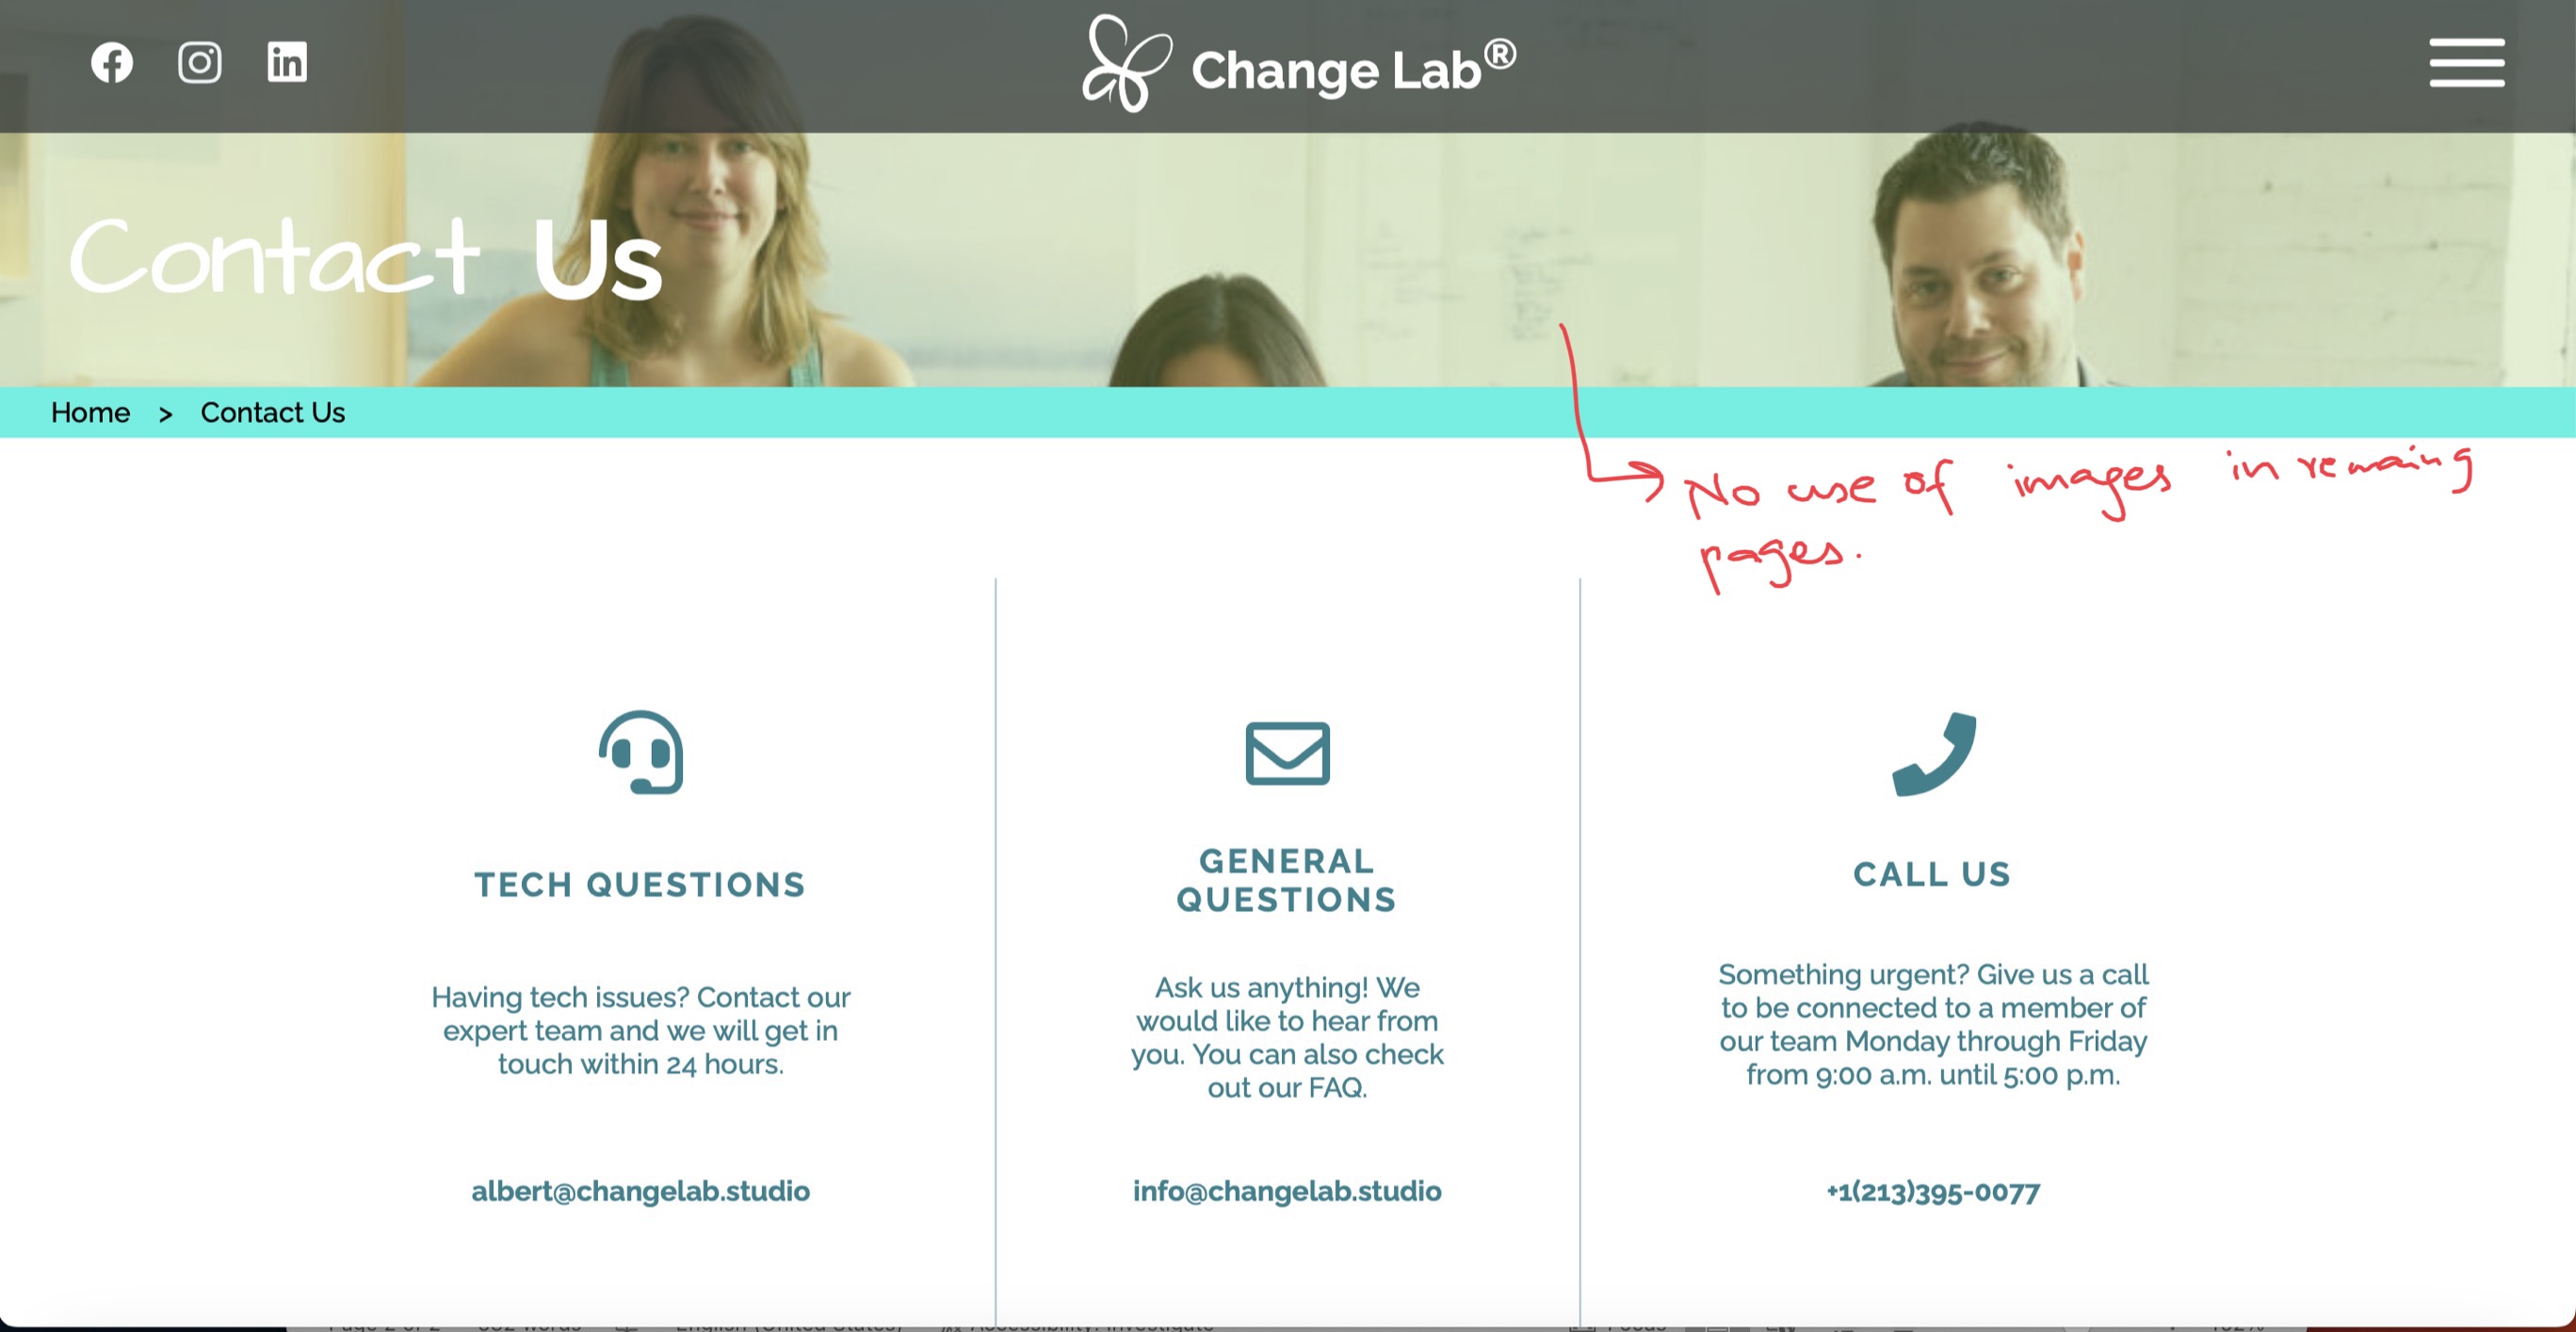 Change Lab®
Contact Us
Home > Contact Us
No use of images in remaing
pages.
TECH QUESTIONS
Having tech issues? Contact our
expert team and we will get in
touch within 24 hours.
albert@changelab.studio
GENERAL
QUESTIONS
Ask us anything! We
would like to hear from
you. You can also check
out our FAQ.
info@changelab.studio
CALL US
Something urgent? Give us a call
to be connected to a member of
our team Monday through Friday
from 9:00 a.m. until 5:00 p.m.
+1(213)395-0077